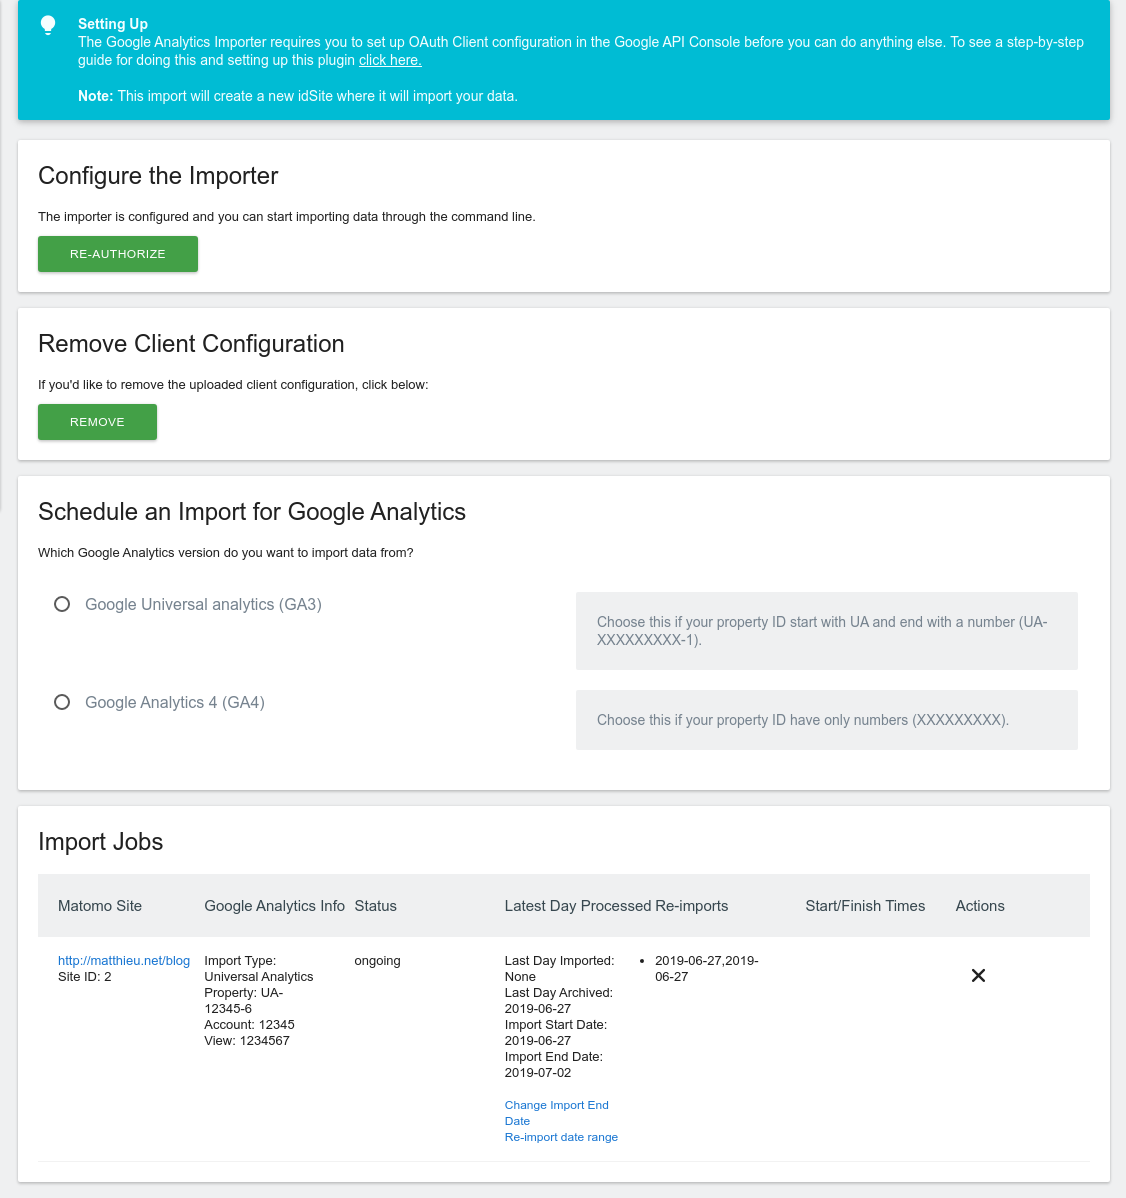 Setting Up
The Google Analytics Importer requires you to set up OAuth Client configuration in the Google API Console before you can do anything else. To see a step-by-step
guide for doing this and setting up this plugin click here.
Note: This import will create a new idSite where it will import your data.
Configure the Importer
The importer is configured and you can start importing data through the command line.
RE-AUTHORIZE
Remove Client Configuration
If you'd like to remove the uploaded client configuration, click below:
REMOVE
Schedule an Import for Google Analytics
Which Google Analytics version do you want to import data from?
Google Universal analytics (GA3)
Choose this if your property ID start with UA and end with a number (UA-
XXXXXXXXX-1).
Google Analytics 4 (GA4)
Choose this if your property ID have only numbers (XXXXXXXXX).
Import Jobs
Matomo Site Google Analytics Info Status Latest Day Processed Re-imports Start/Finish Times Actions
http://matthieu.net/blog
Site ID: 2
Import Type:
Universal Analytics
Property: UA-
12345-6
Account: 12345
View: 1234567
ongoing
Last Day Imported:
None
Last Day Archived:
2019-06-27
Import Start Date:
2019-06-27
Import End Date:
2019-07-02
Change Import End
Date
Re-import date range
• 2019-06-27,2019-
06-27